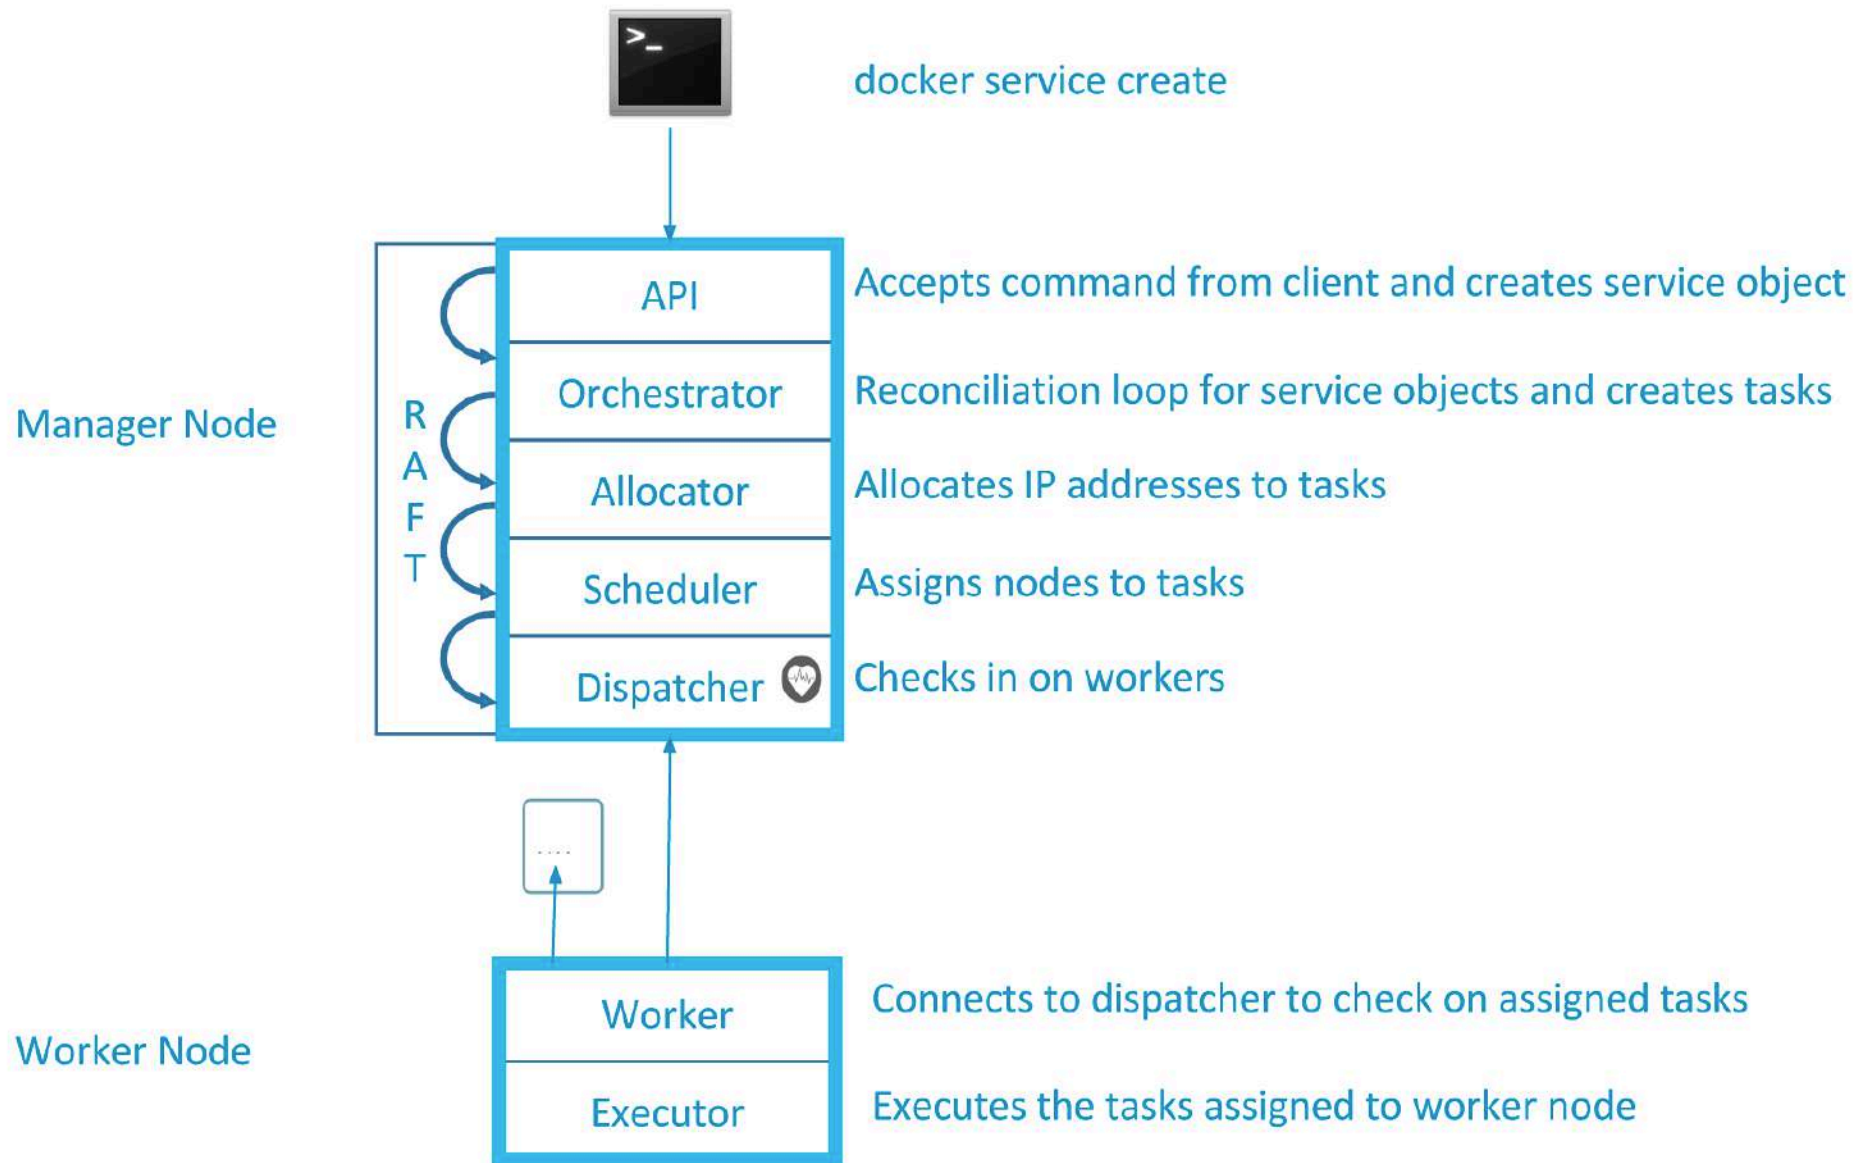 >_
docker service create
API
Accepts command from client and creates service object
Orchestrator
Reconciliation loop for service objects and creates tasks
Manager Node
R
A
F
T
Allocator
Allocates IP addresses to tasks
Scheduler
Assigns nodes to tasks
Dispatcher
Checks in on workers
....
Worker
Connects to dispatcher to check on assigned tasks
Worker Node
Executor
Executes the tasks assigned to worker node